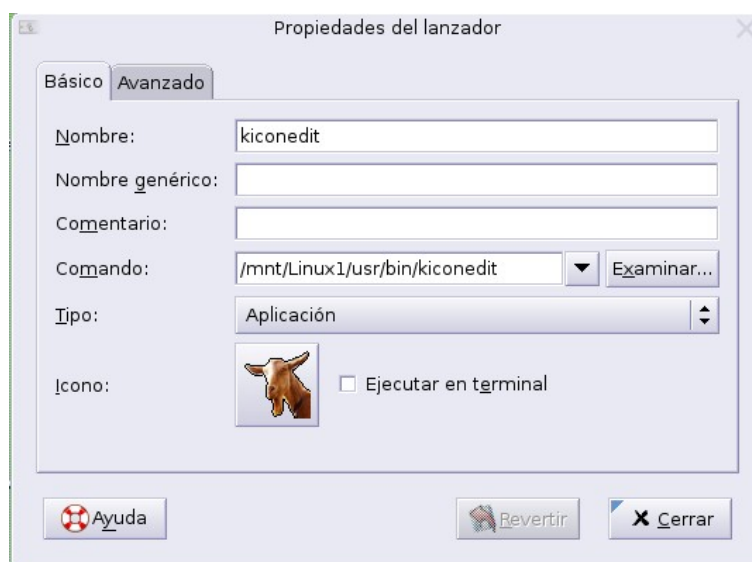 Propiedades del lanzador
Básico Avanzado
Nombre: kiconedit
Nombre genérico:
Comentario:
Comando: /mnt/Linux1/usr/bin/kiconedit Examinar...
Tipo: Aplicación
Icono: Ejecutar en terminal
Ayuda Revertir Cerrar